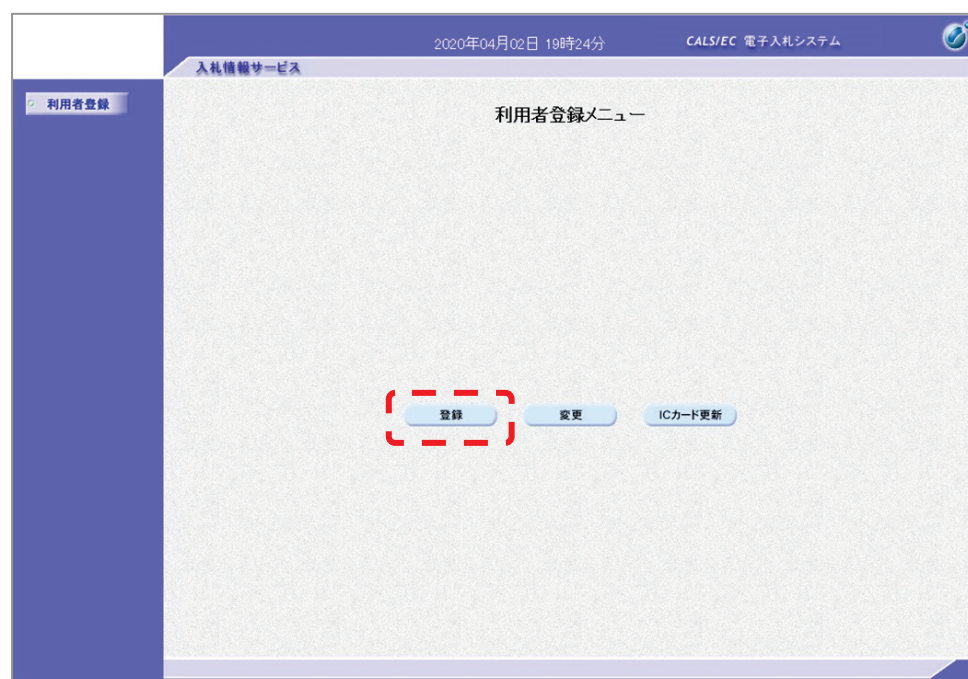 2020年04月02日 19時24分 CALS/EC 電子入札システム
入札情報サービス
利用者登録
利用者登録メニュー
登録 変更 ICカード更新